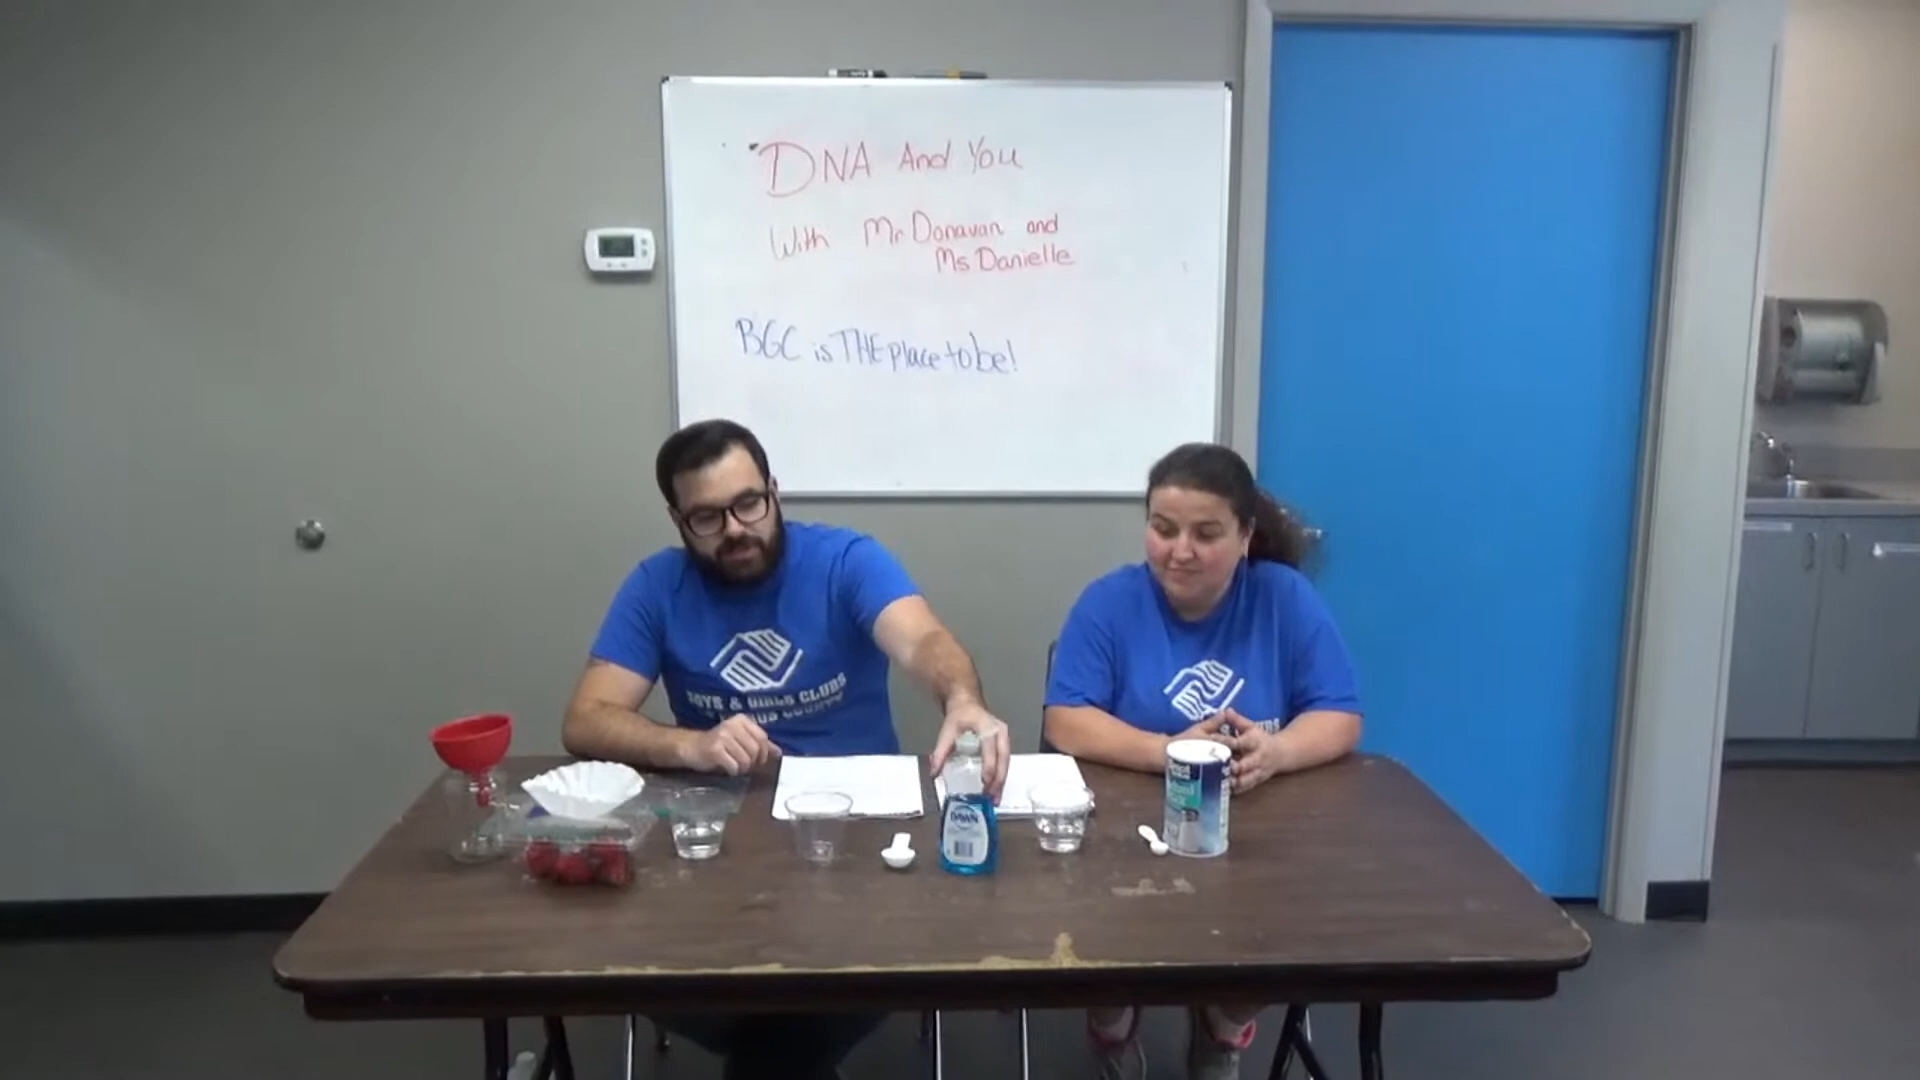 DNA And You
With Mr Donavan and
Ms Danielle
BGC is THE place to be!
BOYS & GIRLS CLUBS
DAWN